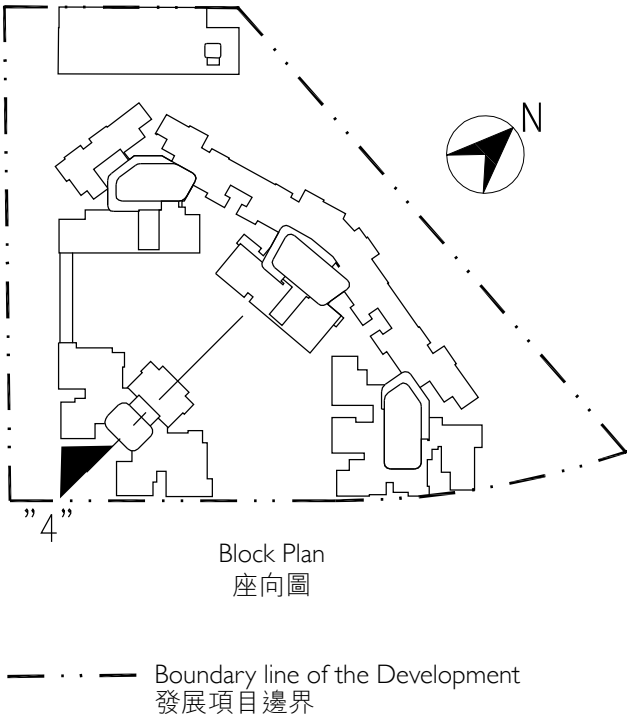 N
"4"
Block Plan
座向圖
Boundary line of the Development
發展項目邊界